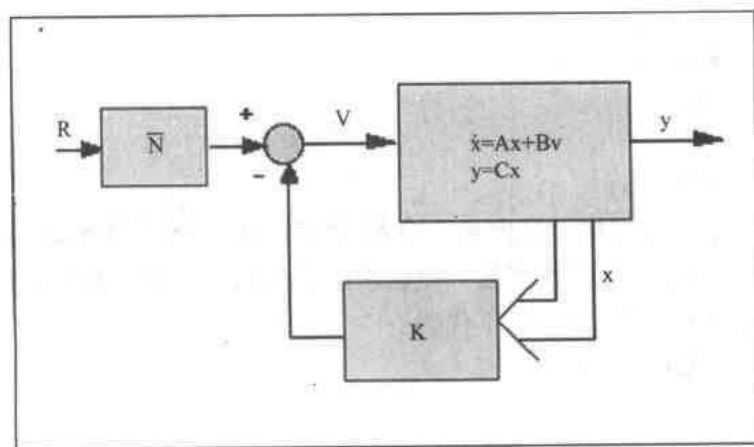 R
N̅
+
−
V
ẋ=Ax+Bv
y=Cx
y
x
K